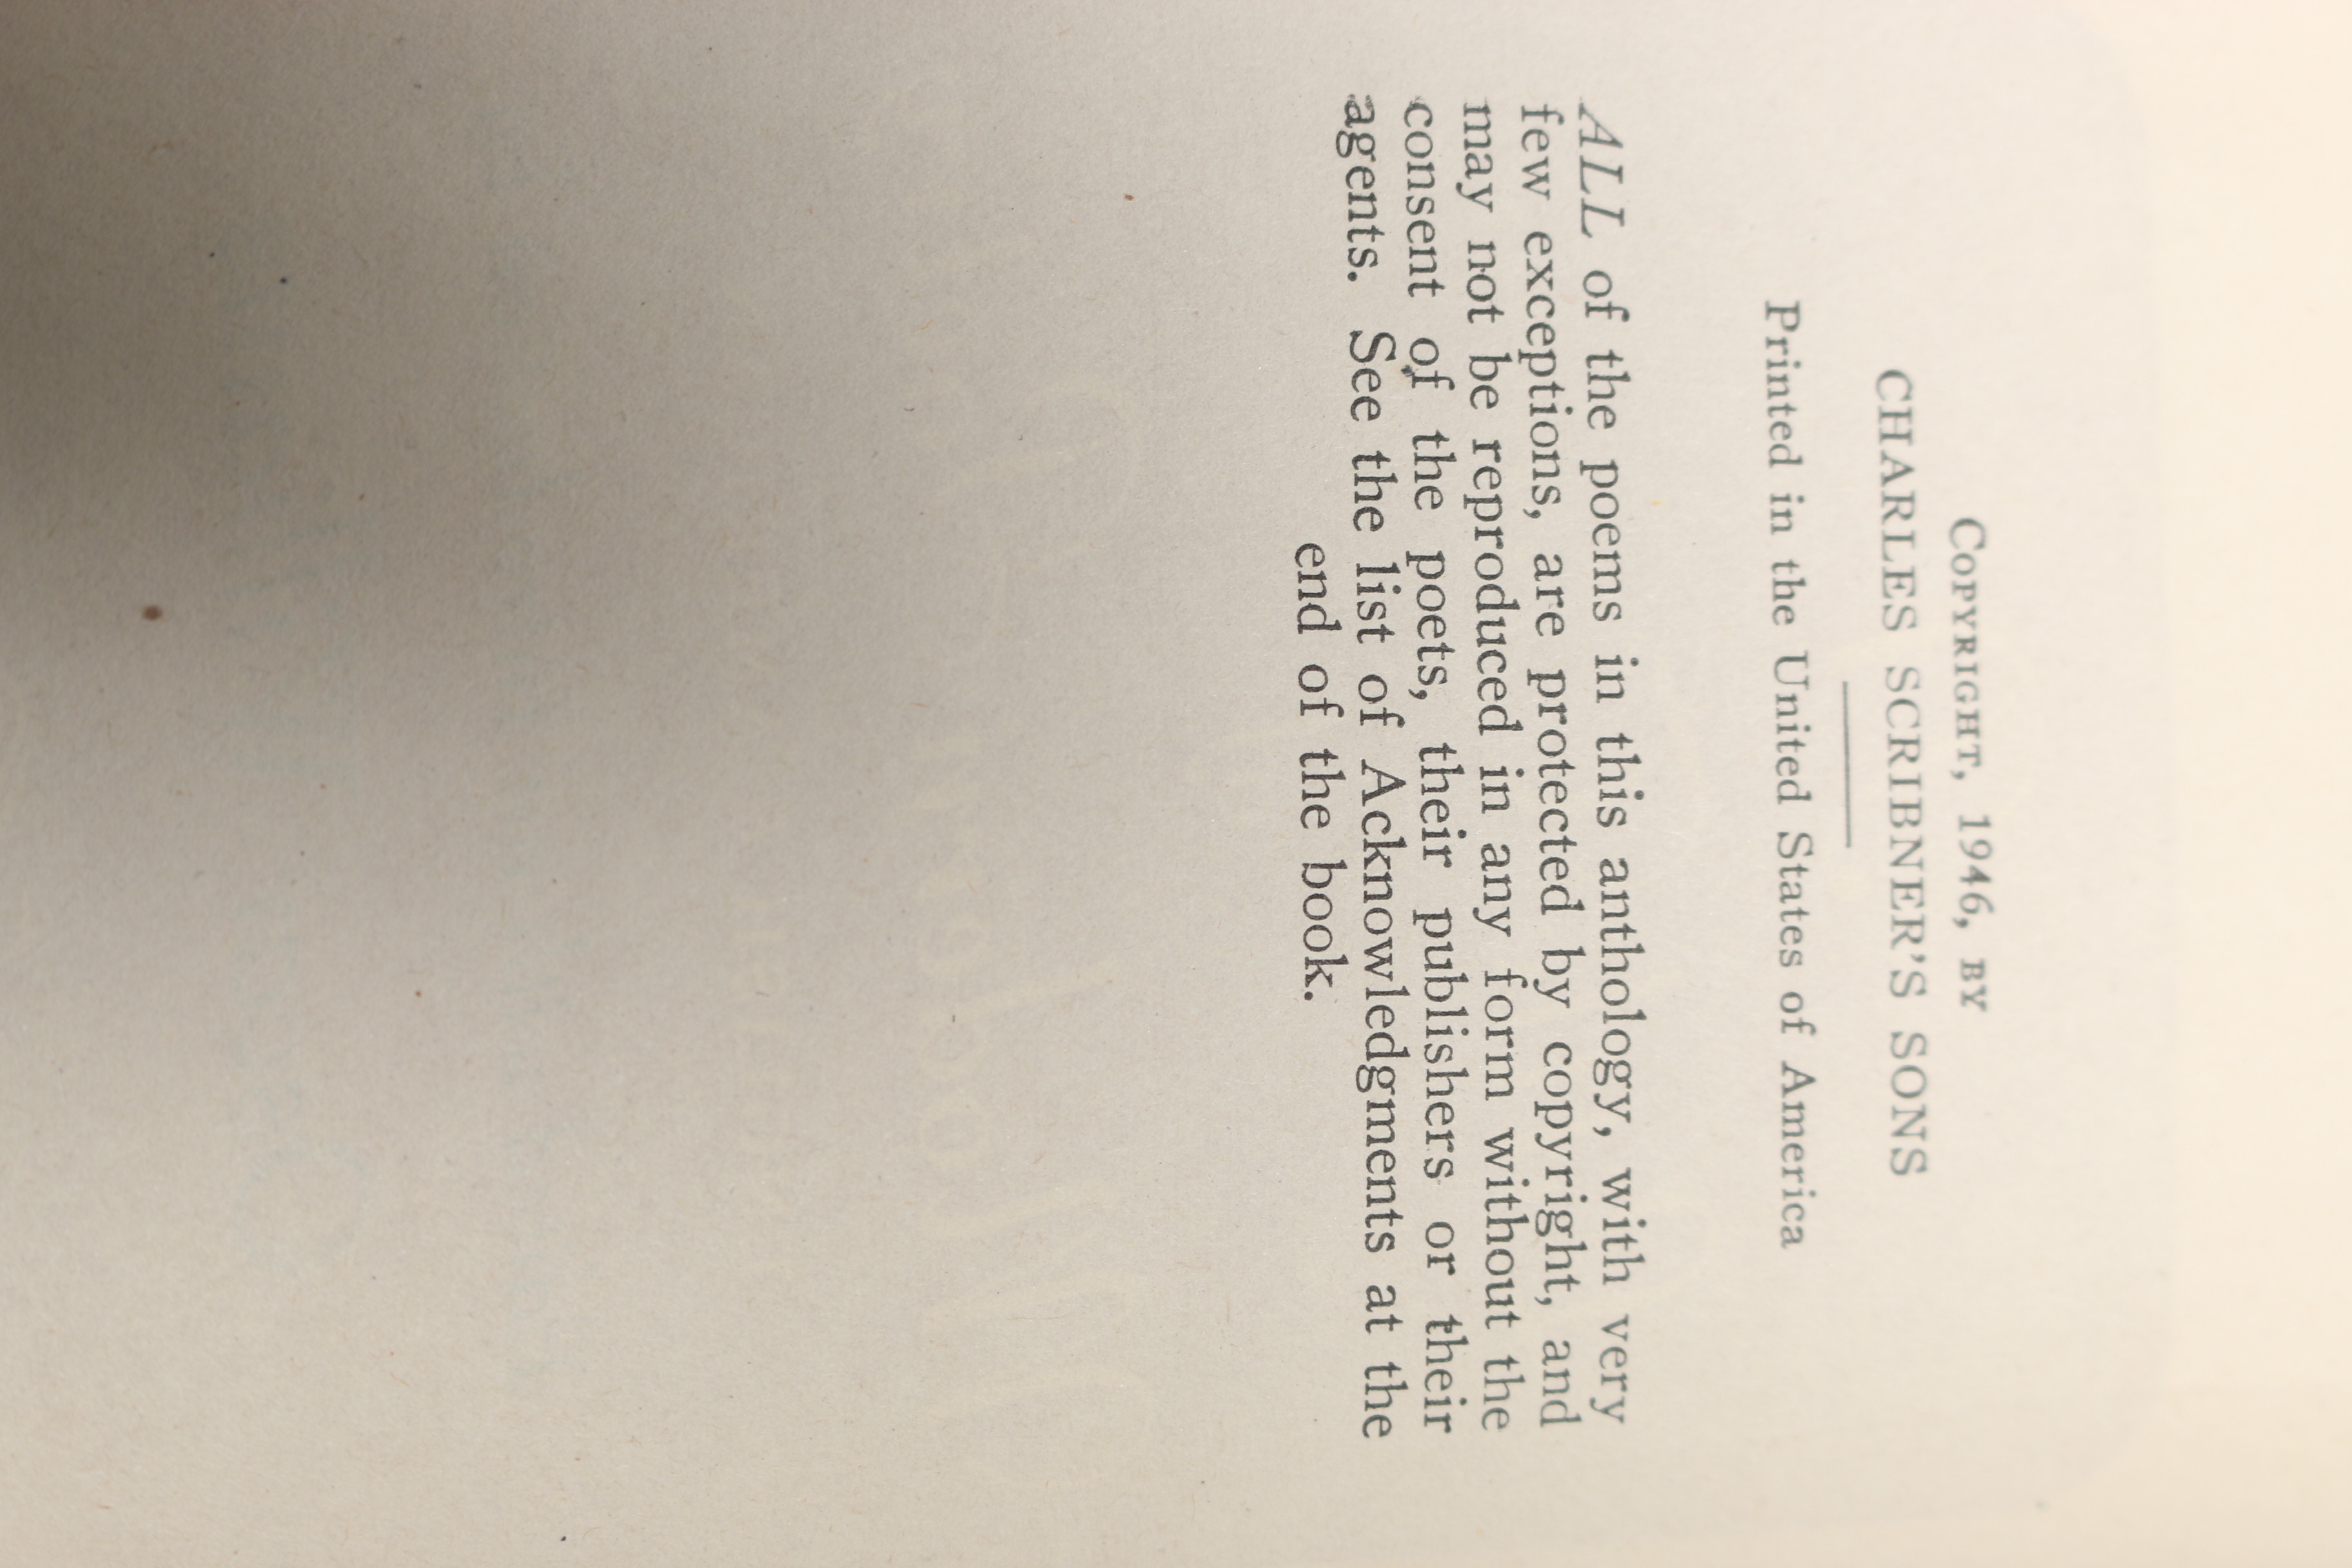 COPYRIGHT, 1946, BY
CHARLES SCRIBNER'S SONS
Printed in the United States of America
ALL of the poems in this anthology, with very
few exceptions, are protected by copyright, and
may not be reproduced in any form without the
consent of the poets, their publishers or their
agents. See the list of Acknowledgments at the
end of the book.